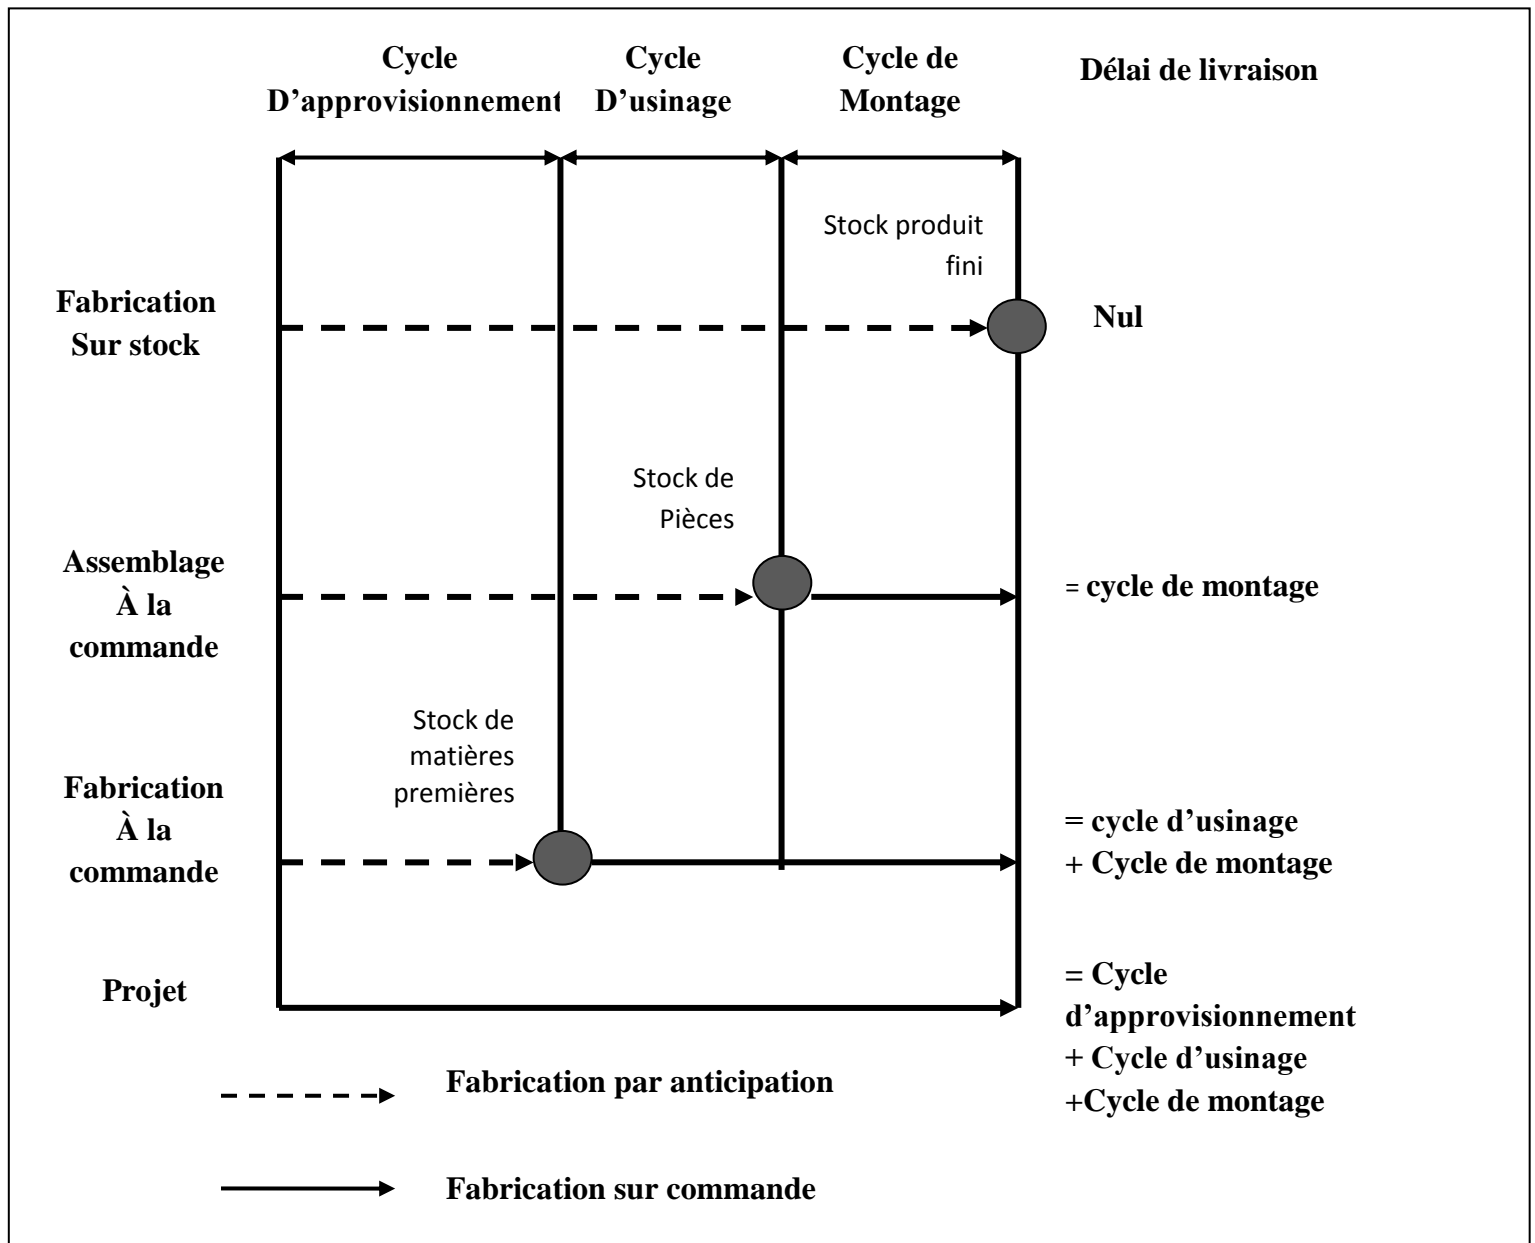 Cycle
D’approvisionnement
Cycle
D’usinage
Cycle de
Montage
Délai de livraison
Stock produit
fini
Fabrication
Sur stock
Nul
Stock de
Pièces
Assemblage
À la
commande
= cycle de montage
Stock de
matières
premières
Fabrication
À la
commande
= cycle d’usinage
+ Cycle de montage
Projet
= Cycle
d’approvisionnement
+ Cycle d’usinage
+Cycle de montage
Fabrication par anticipation
Fabrication sur commande